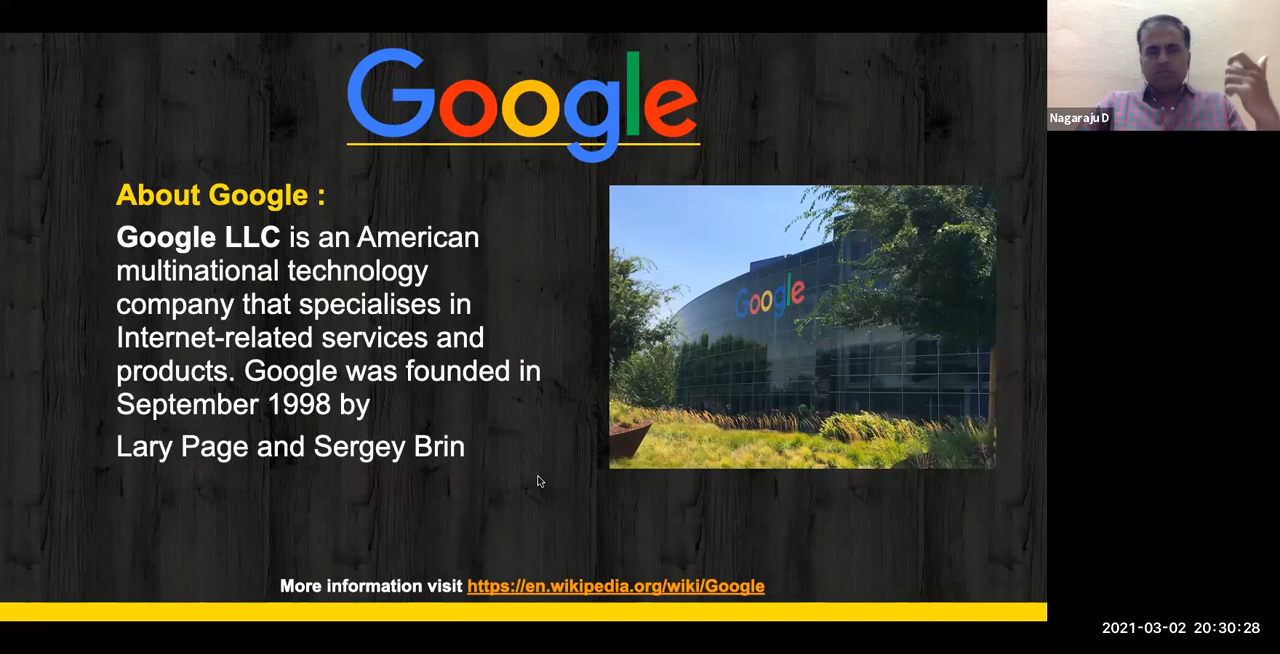 Google
Nagaraju D
About Google :
Google LLC is an American
multinational technology
company that specialises in
Internet-related services and
products. Google was founded in
September 1998 by
Lary Page and Sergey Brin
Google
More information visit https://en.wikipedia.org/wiki/Google
2021-03-02 20:30:28